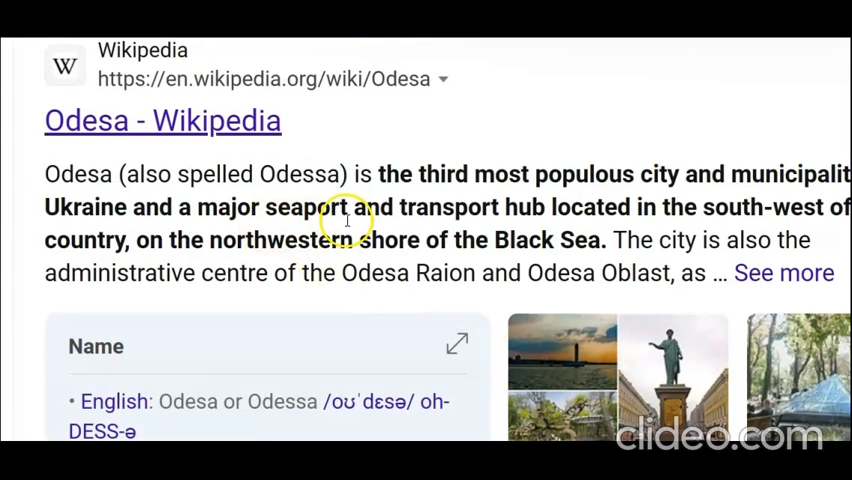 Wikipedia
W
https://en.wikipedia.org/wiki/Odesa
Odesa - Wikipedia
Odesa (also spelled Odessa) is the third most populous city and municipalit
Ukraine and a major seaport and transport hub located in the south-west of
country, on the northwestern shore of the Black Sea. The city is also the
administrative centre of the Odesa Raion and Odesa Oblast, as ... See more
Name
• English: Odesa or Odessa /oʊˈdɛsə/ oh-
DESS-ə
clideo.com